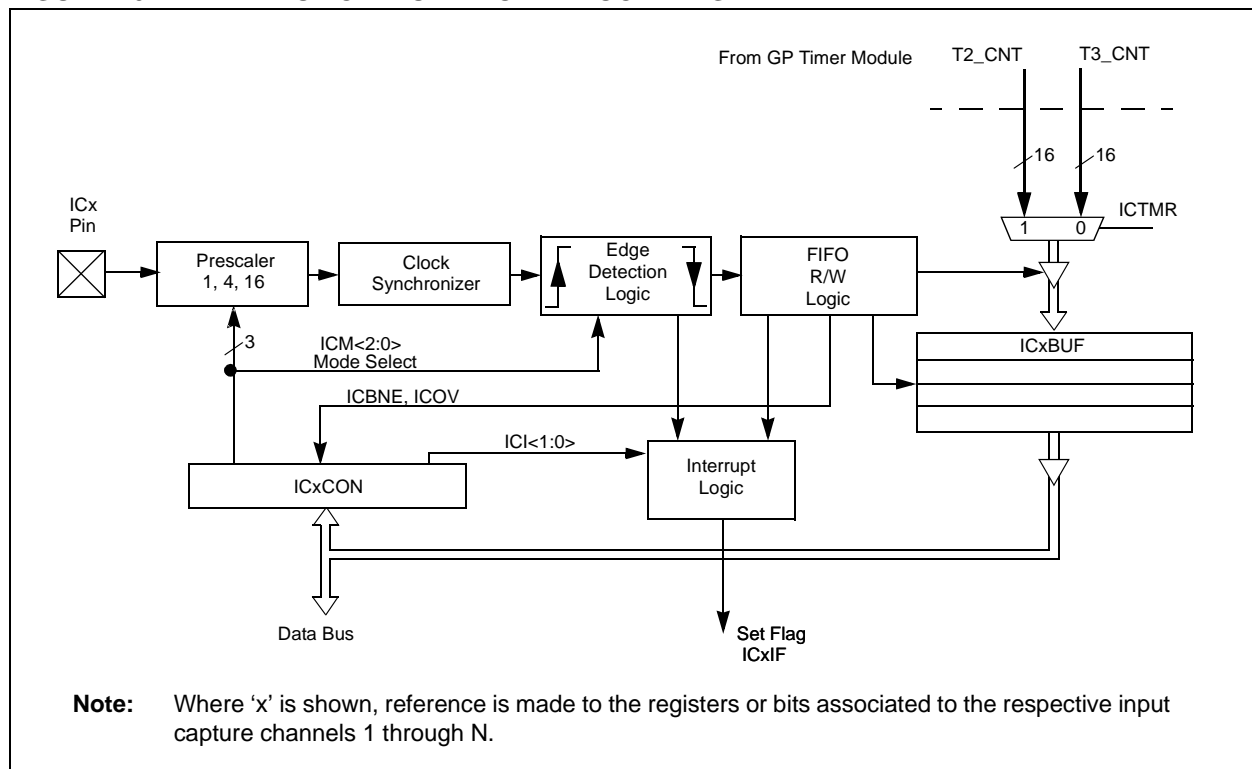 From GP Timer Module
T2_CNT
T3_CNT
16
16
ICx
Pin
1
0
ICTMR
Prescaler
1, 4, 16
Clock
Synchronizer
Edge
Detection
Logic
FIFO
R/W
Logic
3
ICM<2:0>
Mode Select
ICxBUF
ICBNE, ICOV
ICI<1:0>
Interrupt
Logic
ICxCON
Data Bus
Set Flag
ICxIF
Note: Where ‘x’ is shown, reference is made to the registers or bits associated to the respective input
capture channels 1 through N.